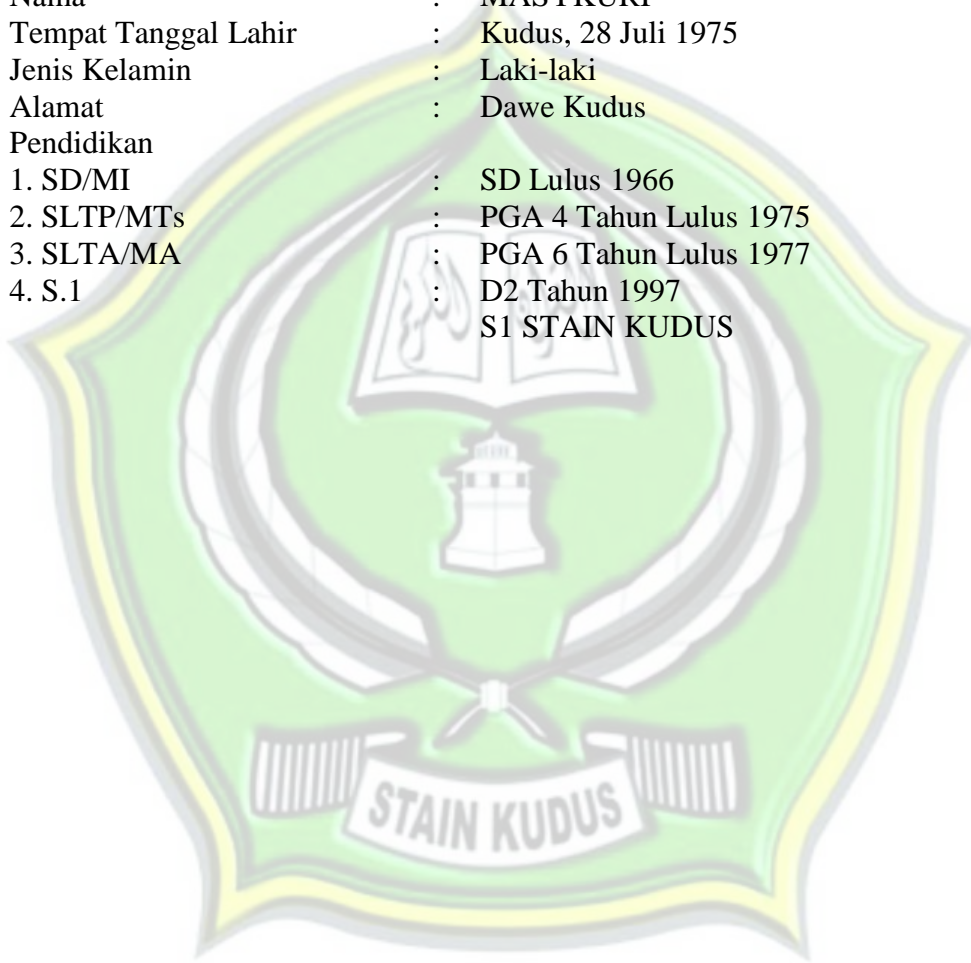 Tempat Tanggal Lahir : Kudus, 28 Juli 1975
Jenis Kelamin : Laki-laki
Alamat : Dawe Kudus
Pendidikan
1. SD/MI : SD Lulus 1966
2. SLTP/MTs : PGA 4 Tahun Lulus 1975
3. SLTA/MA : PGA 6 Tahun Lulus 1977
4. S.1 : D2 Tahun 1997
S1 STAIN KUDUS
STAIN KUDUS